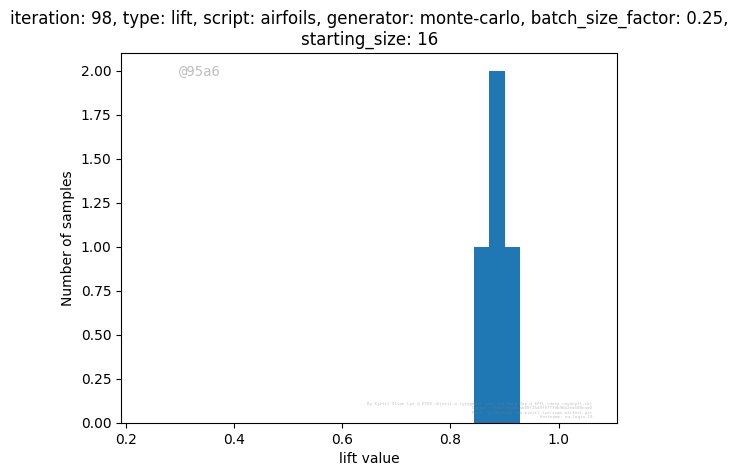 iteration: 98, type: lift, script: airfoils, generator: monte-carlo, batch_size_factor: 0.25,
starting_size: 16
@95a6
2.00
1.75
1.50
1.25
1.00
0.75
0.50
0.25
0.00
Number of samples
0.2 0.4 0.6 0.8 1.0
lift value